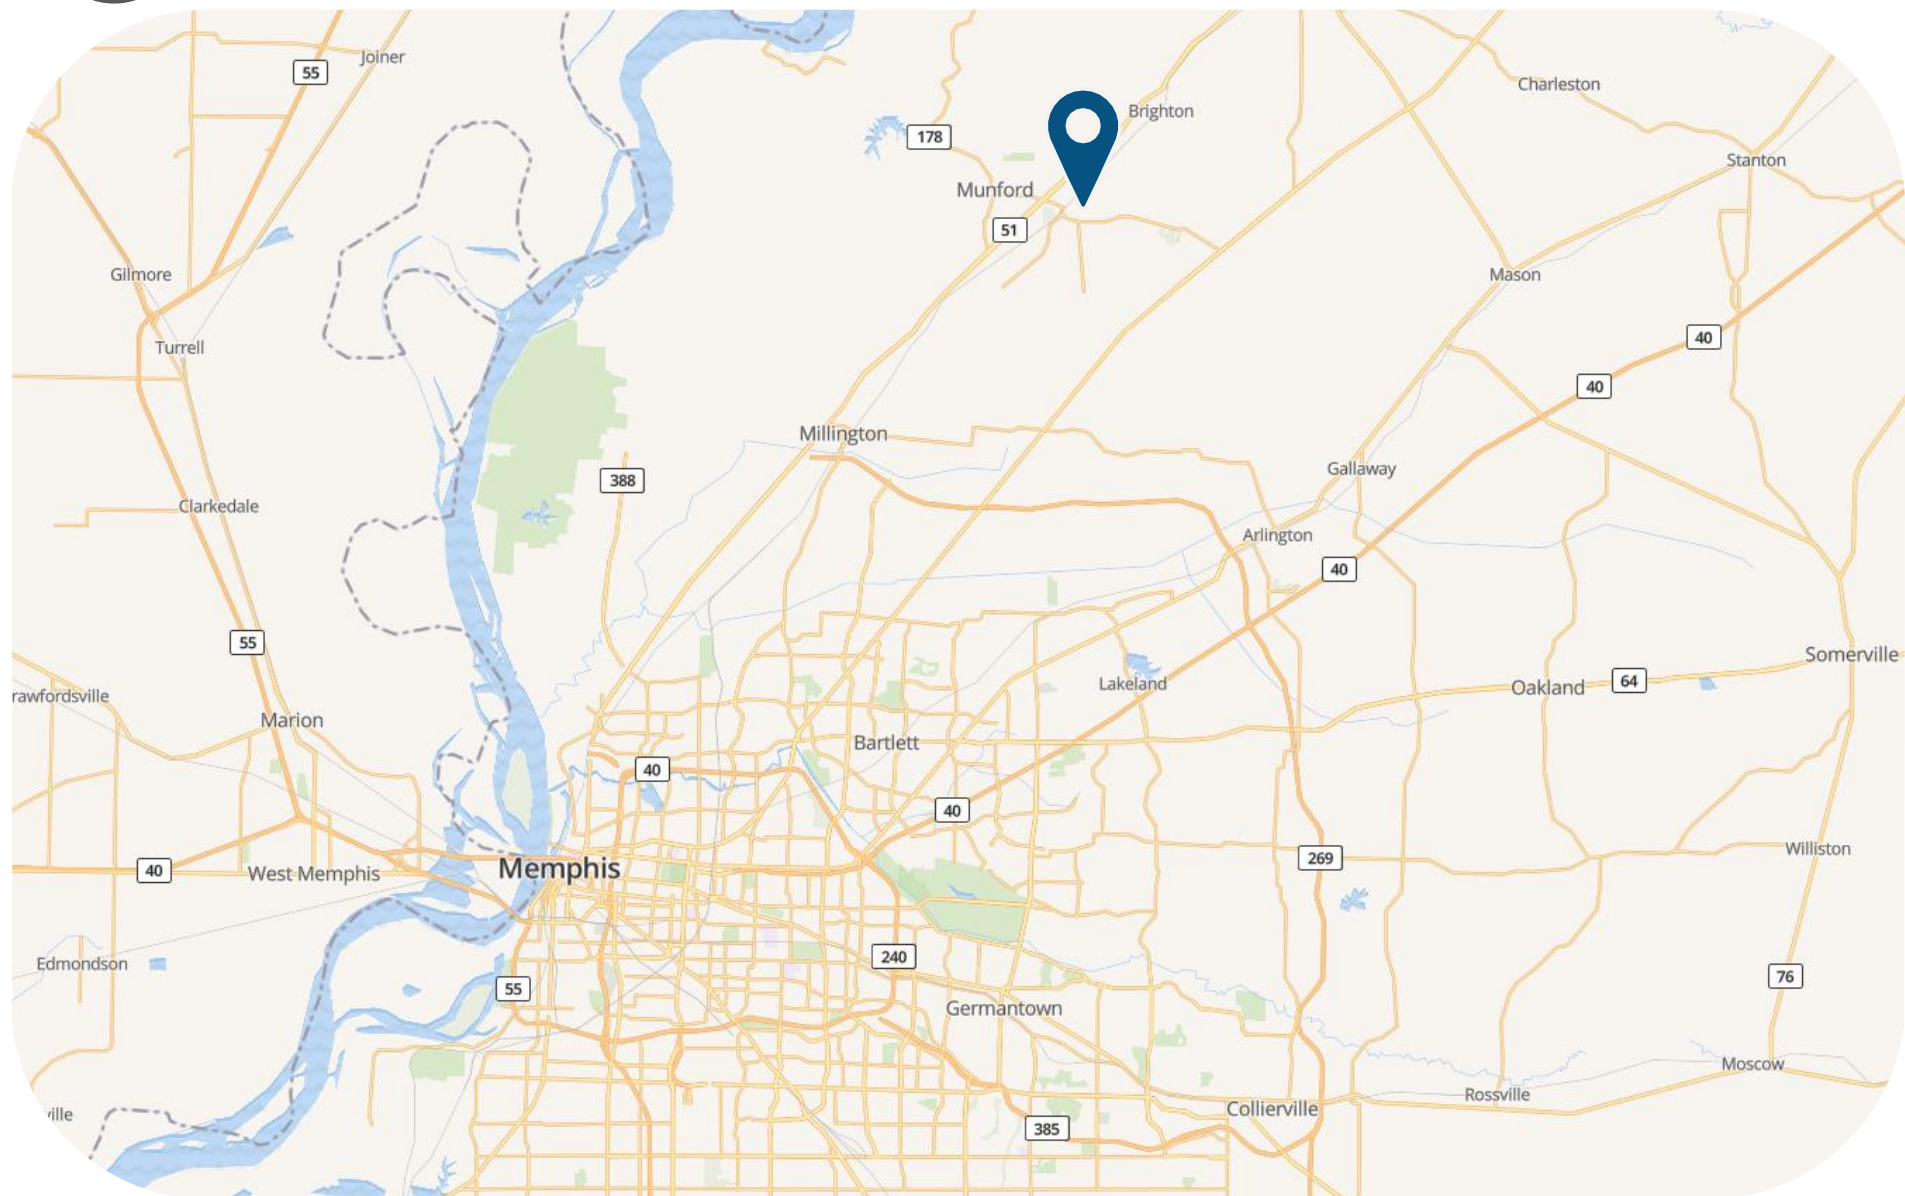 Joiner
55
Charleston
Brighton
178
Stanton
Munford
51
Gilmore
Mason
40
Turrell
40
Millington
Gallaway
388
Clarkedale
Arlington
40
55
Somerville
Lakeland
64
Oakland
rawfordsville
Marion
Bartlett
40
40
Williston
269
Memphis
40
West Memphis
240
Edmondson
76
55
Germantown
Moscow
Rossville
Collierville
ville
385